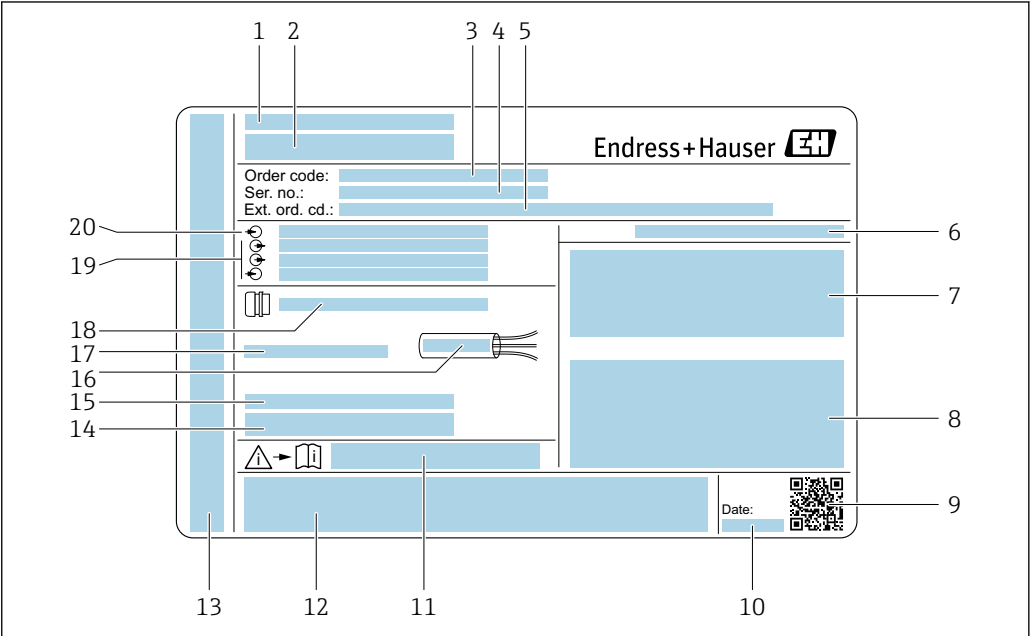 1 2 3 4 5
Endress+Hauser EH
Order code:
Ser. no.:
Ext. ord. cd.:
20
6
19
i
7
18
17
16
15
8
14
i i
Date:
9
13 12 11 10